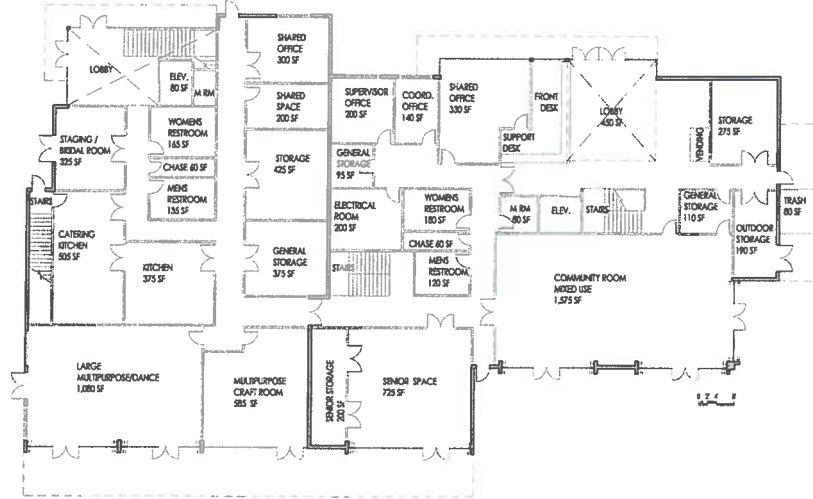 SHARED
OFFICE
300 SF
LOBBY
ELEV.
80 SF
M RM
SHARED
SPACE
200 SF
SUPERVISOR
OFFICE
200 SF
COORD.
OFFICE
140 SF
SHARED
OFFICE
330 SF
FRONT
DESK
LOBBY
450 SF
SUPPORT
DESK
VENDING
STORAGE
275 SF
STAGING /
BRIDAL ROOM
325 SF
WOMENS
RESTROOM
165 SF
CHASE 60 SF
MENS
RESTROOM
135 SF
STORAGE
425 SF
GENERAL
STORAGE
95 SF
STAIRS
CATERING
KITCHEN
505 SF
KITCHEN
375 SF
GENERAL
STORAGE
375 SF
ELECTRICAL
ROOM
200 SF
WOMENS
RESTROOM
180 SF
CHASE 60 SF
MENS
RESTROOM
120 SF
STAIRS
M RM
80 SF
ELEV.
STAIRS
GENERAL
STORAGE
110 SF
TRASH
80 SF
OUTDOOR
STORAGE
190 SF
COMMUNITY ROOM
MIXED USE
1,575 SF
LARGE
MULTIPURPOSE/DANCE
1,080 SF
MULTIPURPOSE
CRAFT ROOM
585 SF
SENIOR STORAGE
200 SF
SENIOR SPACE
725 SF
0 2' 4' 8'